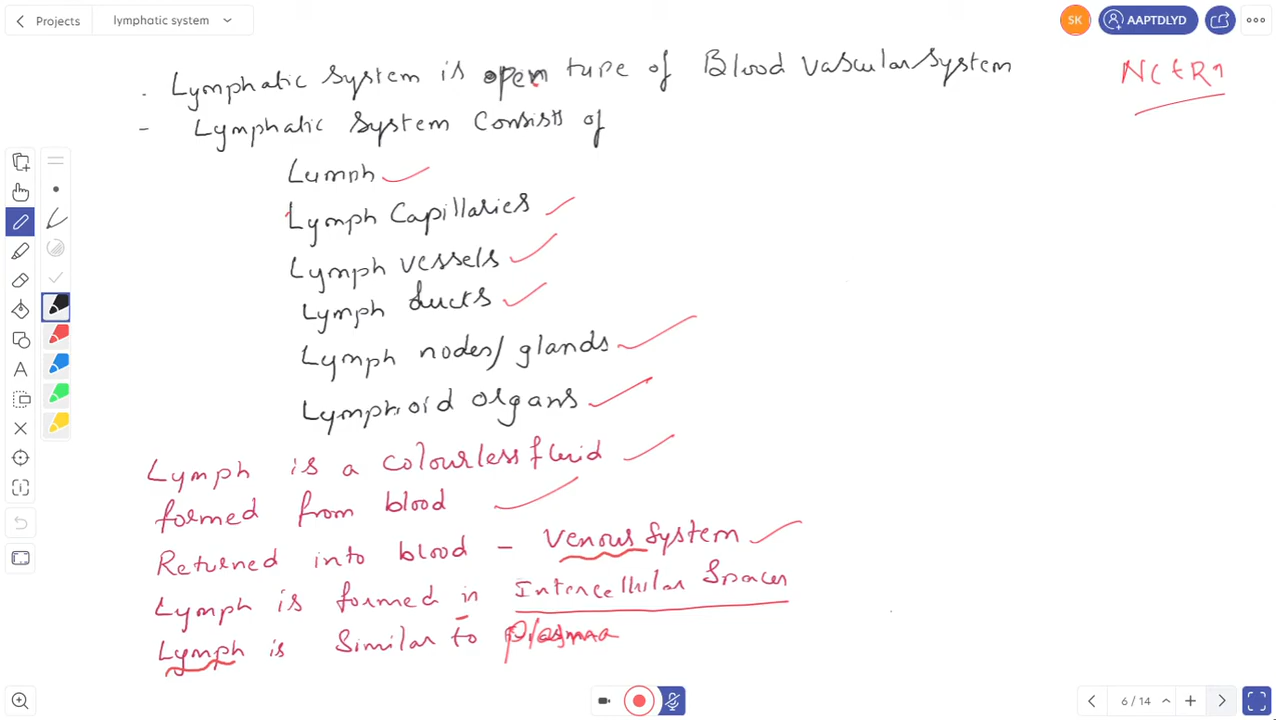 Projects
lymphatic system
SK
AAPTDLYD
. Lymphatic System is open type of Blood vascular System
NCERT
- Lymphatic System Consists of
Lymph
Lymph Capillaries
Lymph vessels
Lymph ducts
Lymph nodes/ glands
Lymphoid organs
Lymph is a colourless fluid
formed from blood
Returned into blood - Venous System
Lymph is formed in Intercellular Spaces
Lymph is Similar to Plasma
6 / 14